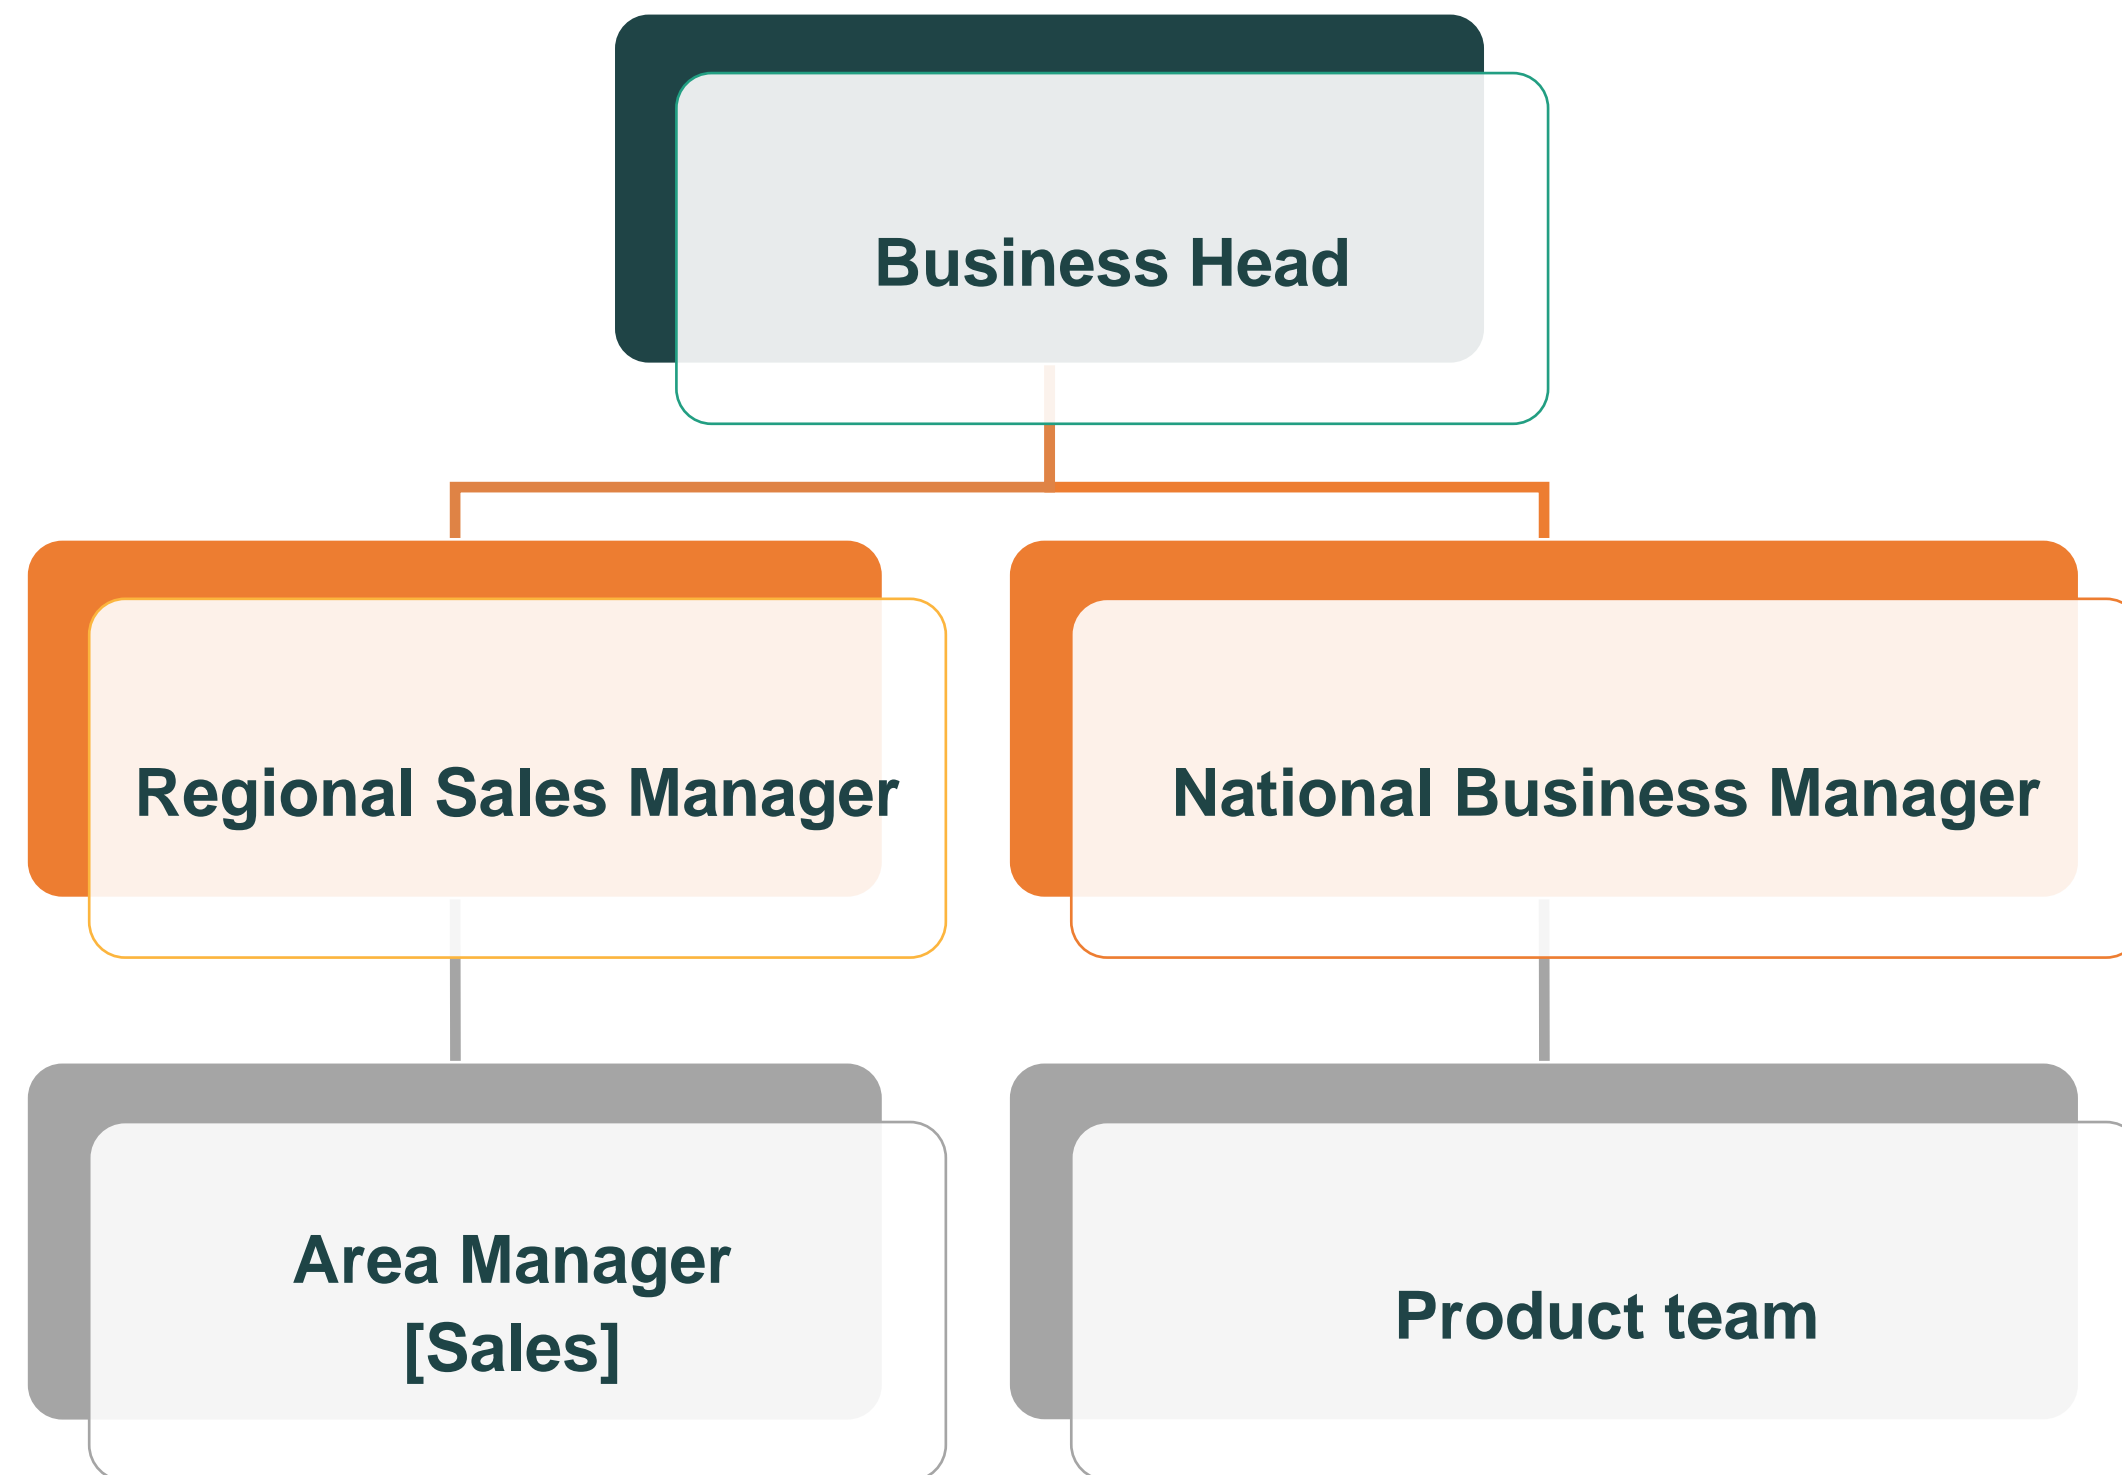 Business Head
Regional Sales Manager
National Business Manager
Area Manager
[Sales]
Product team